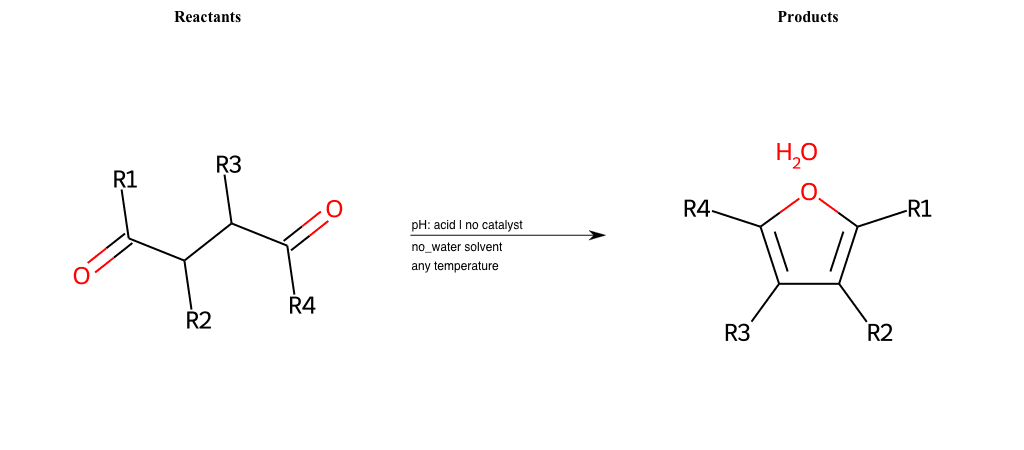 Reactants
Products
R1
R3
O
O
R2
R4
pH: acid | no catalyst
no_water solvent
any temperature
H₂O
O
R4
R1
R3
R2